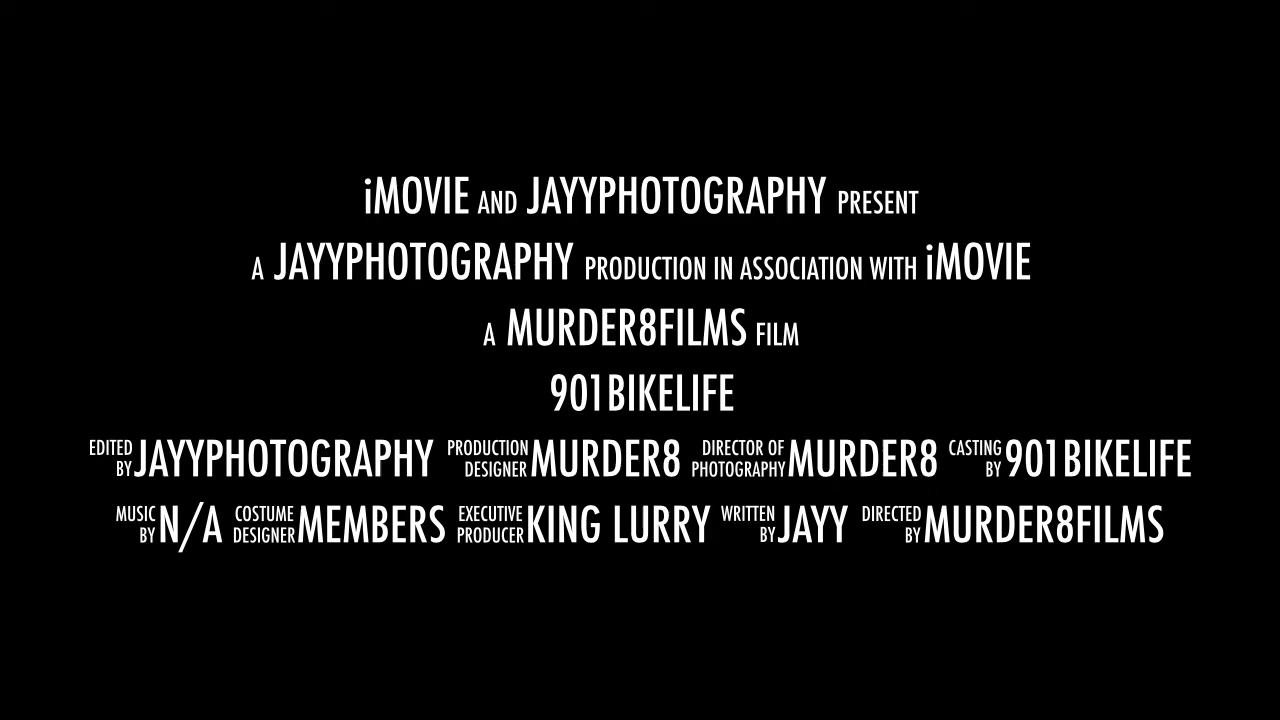 iMOVIE AND JAYYPHOTOGRAPHY PRESENT
A JAYYPHOTOGRAPHY PRODUCTION IN ASSOCIATION WITH iMOVIE
A MURDER8FILMS FILM
901BIKELIFE
EDITED BY JAYYPHOTOGRAPHY PRODUCTION DESIGNER MURDER8 DIRECTOR OF PHOTOGRAPHY MURDER8 CASTING BY 901BIKELIFE
MUSIC BY N/A COSTUME DESIGNER MEMBERS EXECUTIVE PRODUCER KING LURRY WRITTEN BY JAYY DIRECTED BY MURDER8FILMS